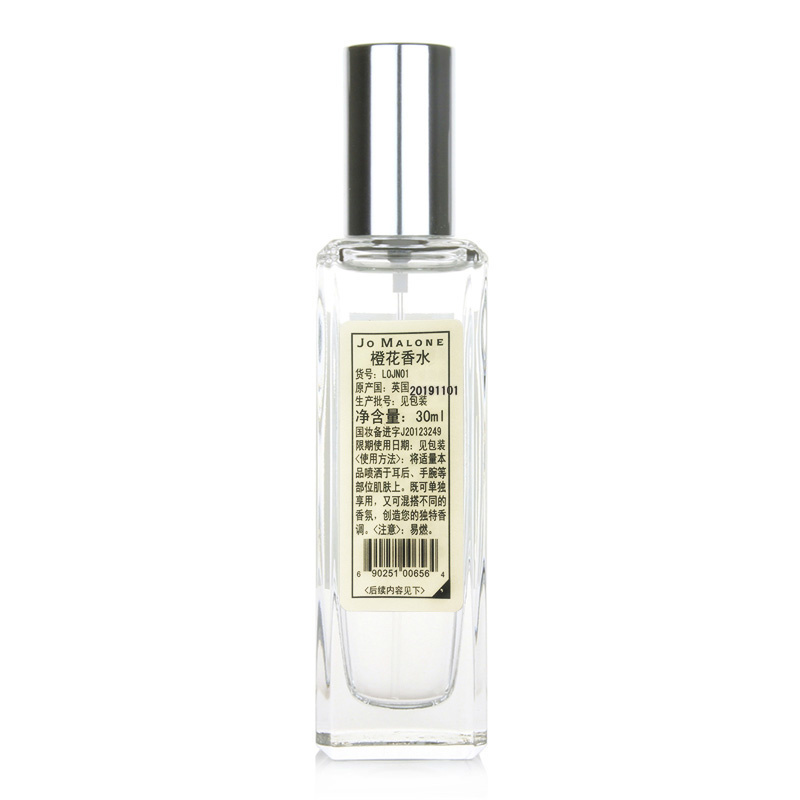 JO MALONE
橙花香水
货号：L0JN01
原产国：英国
20191101
生产批号：见包装
净含量：30ml
国妆备进字J20123249
限期使用日期：见包装
〈使用方法〉：将适量本
品喷洒于耳后、手腕等
部位肌肤上。既可单独
享用，又可混搭不同的
香氛，创造您的独特香
调。〈注意〉：易燃。
6 90251 00656 4
〈后续内容见下〉